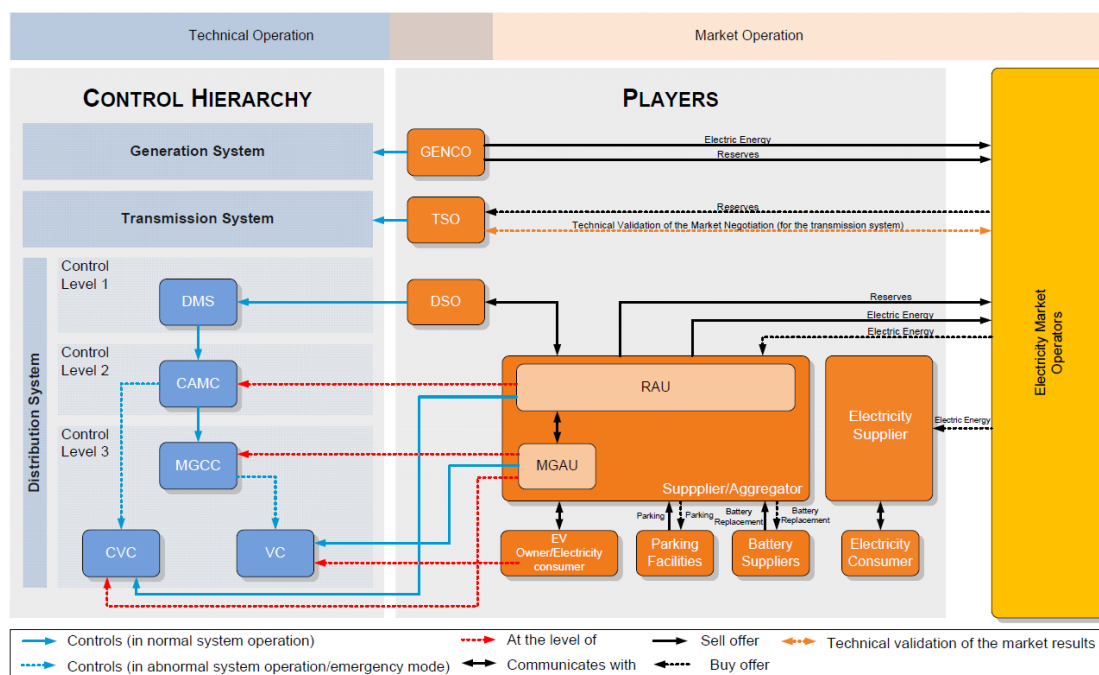 Technical Operation
Market Operation
CONTROL HIERARCHY
PLAYERS
Generation System
GENCO
Electric Energy
Reserves
Transmission System
TSO
Reserves
Technical Validation of the Market Negotiation (for the transmission system)
Distribution System
Control
Level 1
DMS
DSO
Reserves
Electric Energy
Electric Energy
Control
Level 2
CAMC
RAU
Electricity
Supplier
Electric Energy
Electricity Market
Operators
Control
Level 3
MGCC
MGAU
Suppplier/Aggregator
Parking
Parking
Battery
Replacement
Battery
Replacement
CVC
VC
EV
Owner/Electricity
consumer
Parking
Facilities
Battery
Suppliers
Electricity
Consumer
Controls (in normal system operation)
At the level of
Sell offer
Technical validation of the market results
Controls (in abnormal system operation/emergency mode)
Communicates with
Buy offer